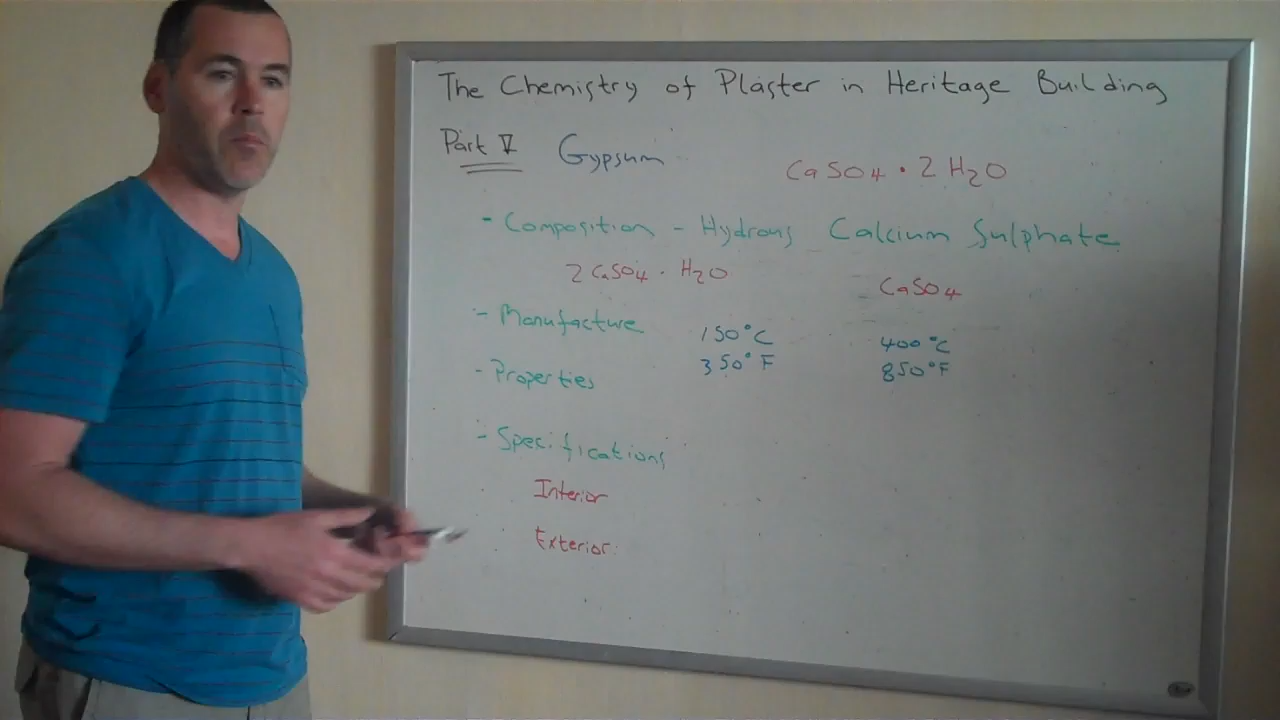 The Chemistry of Plaster in Heritage Building
Part V Gypsum
CaSO4 · 2 H2O
- Composition - Hydrous Calcium Sulphate
2 CaSO4 · H2O CaSO4
- Manufacture
150°C 400°C
350°F 850°F
- Properties
- Specifications
Interior
Exterior: